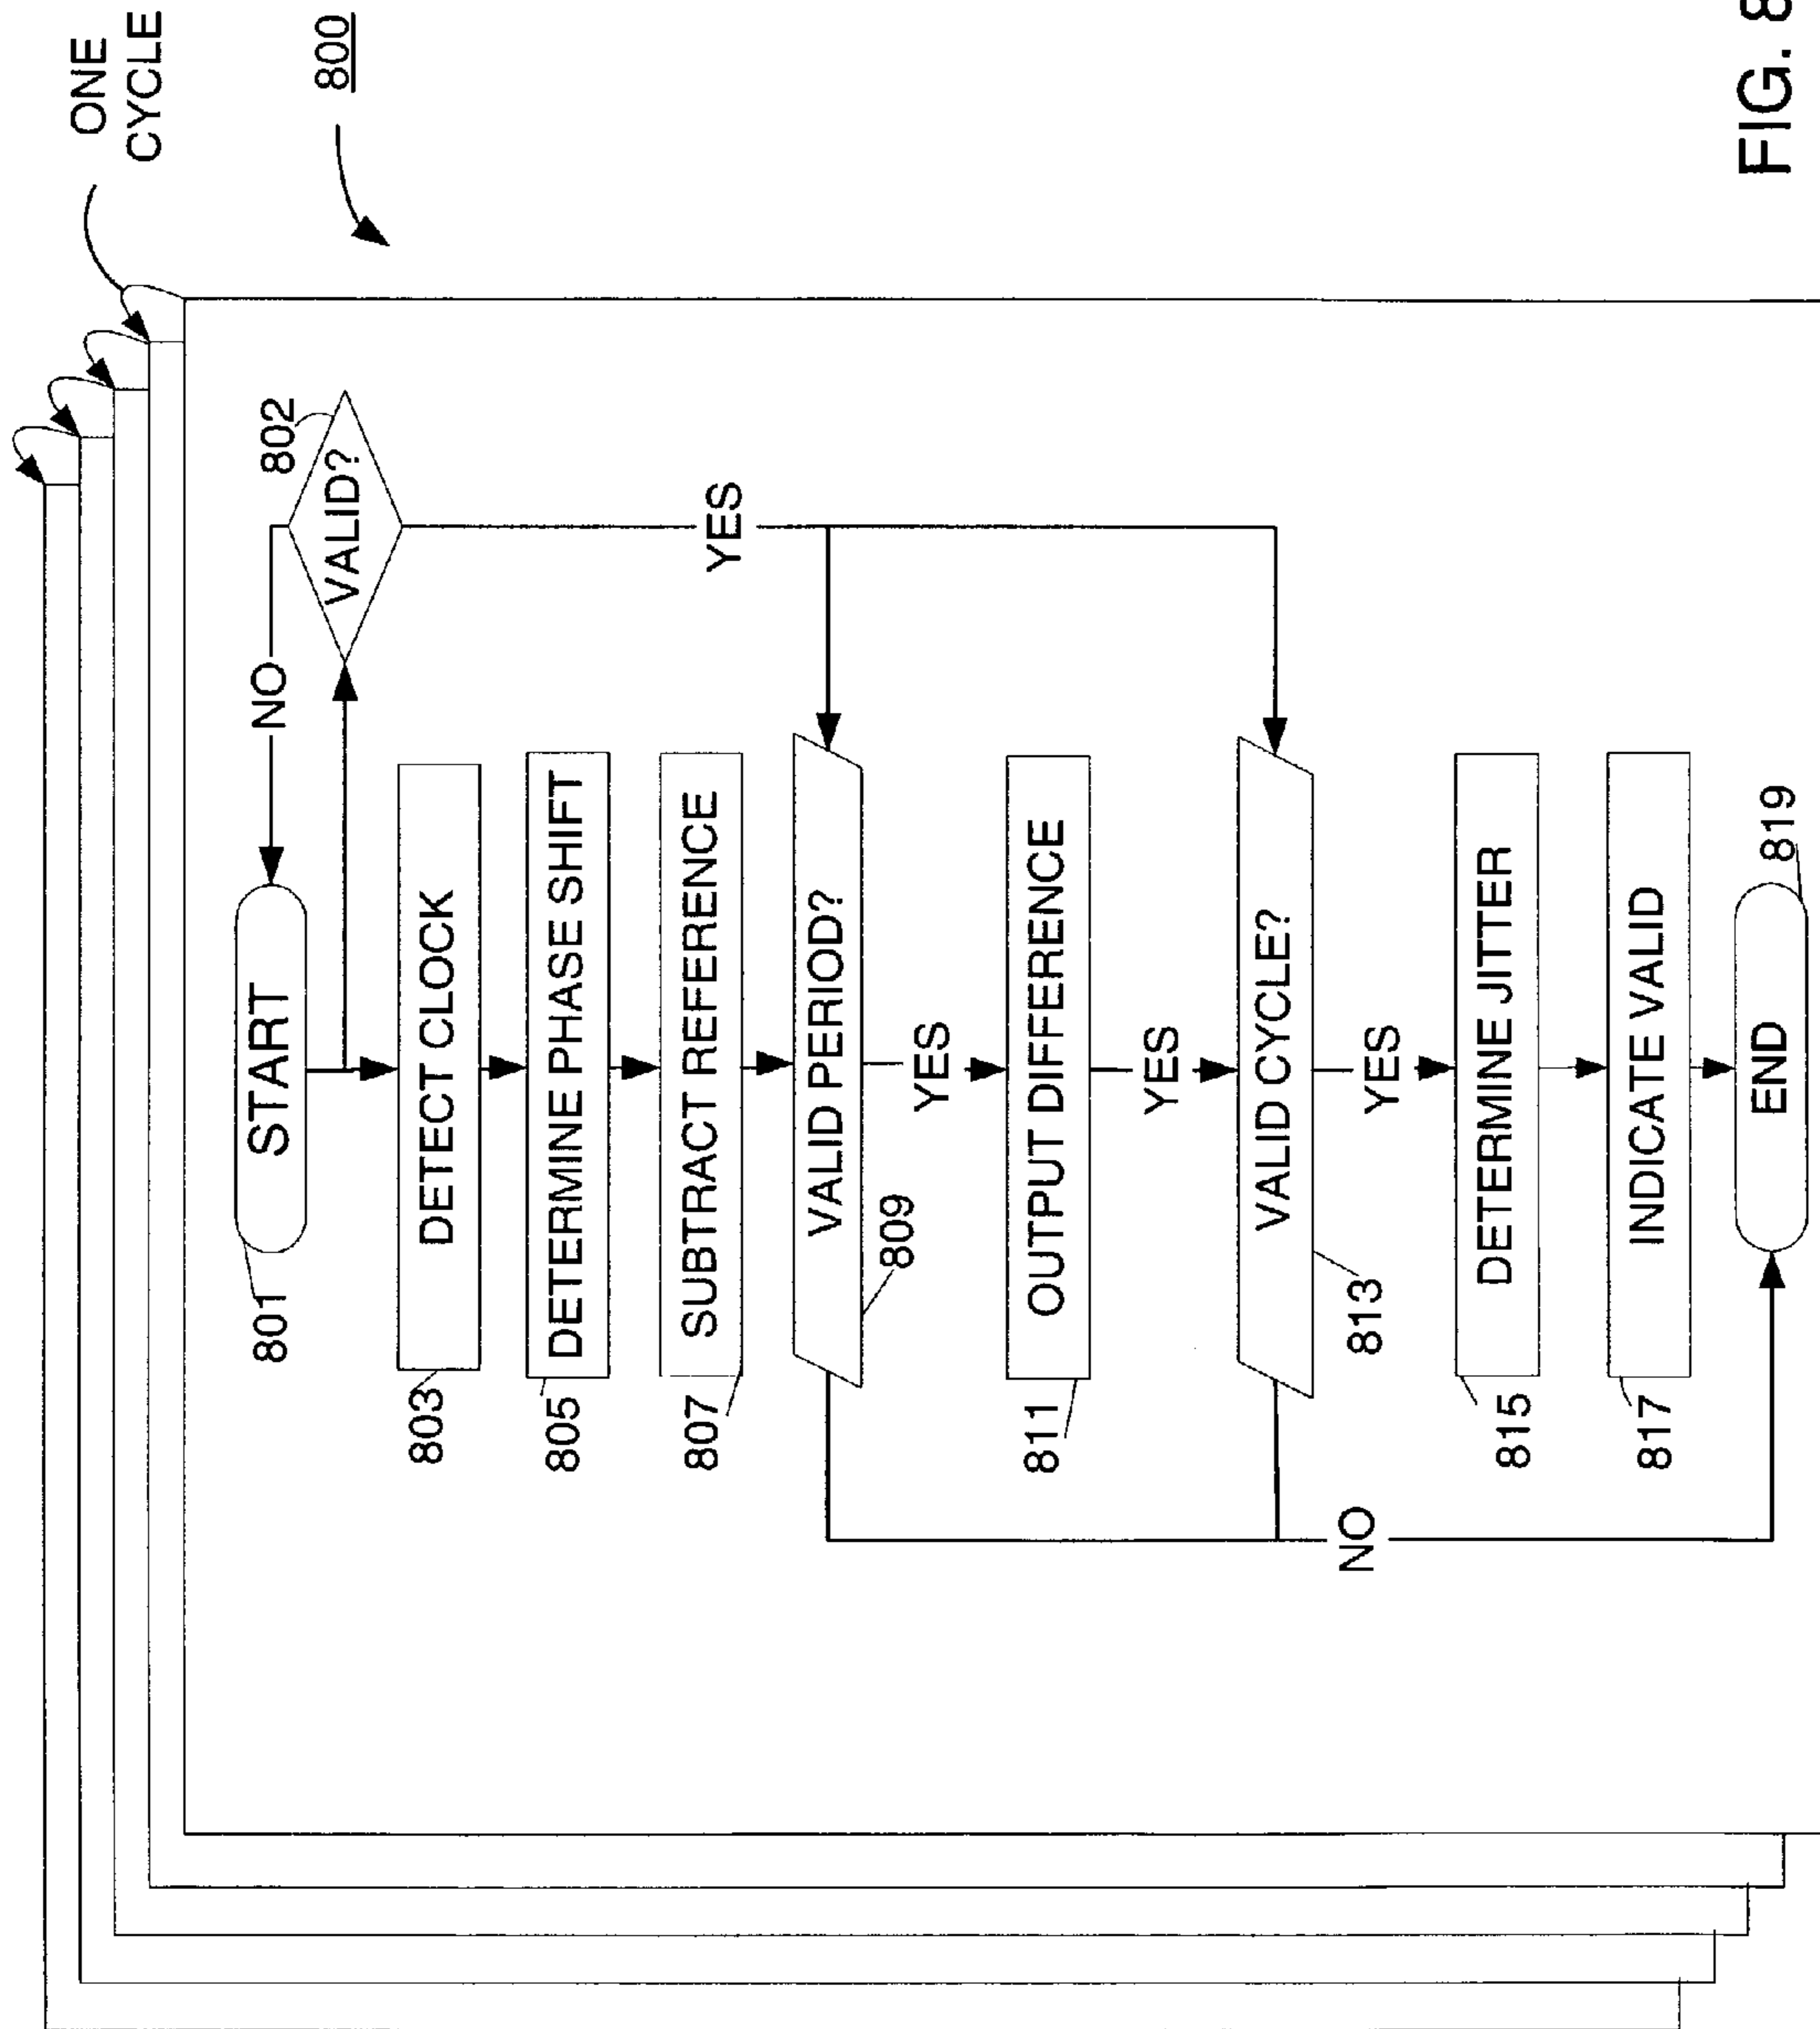 ONE
CYCLE
800
801
START
NO
802
VALID?
803
DETECT CLOCK
805
DETERMINE PHASE SHIFT
807
SUBTRACT REFERENCE
VALID PERIOD?
809
YES
YES
811
OUTPUT DIFFERENCE
YES
VALID CYCLE?
813
NO
YES
815
DETERMINE JITTER
817
INDICATE VALID
END
819
FIG. 8